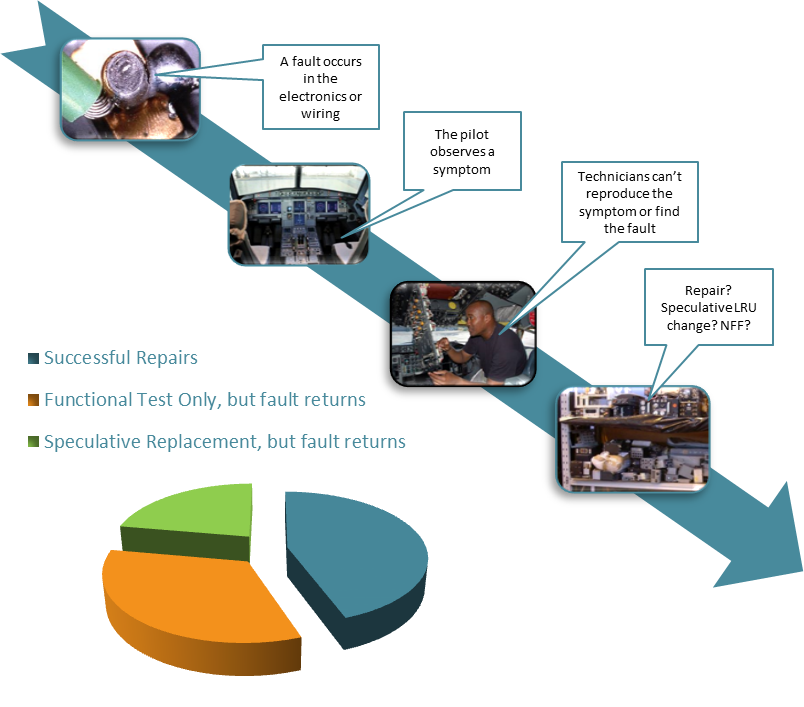 A fault occurs
in the
electronics or
wiring
The pilot
observes a
symptom
Technicians can't
reproduce the
symptom or find
the fault
Repair?
Speculative LRU
change? NFF?
Successful Repairs
Functional Test Only, but fault returns
Speculative Replacement, but fault returns